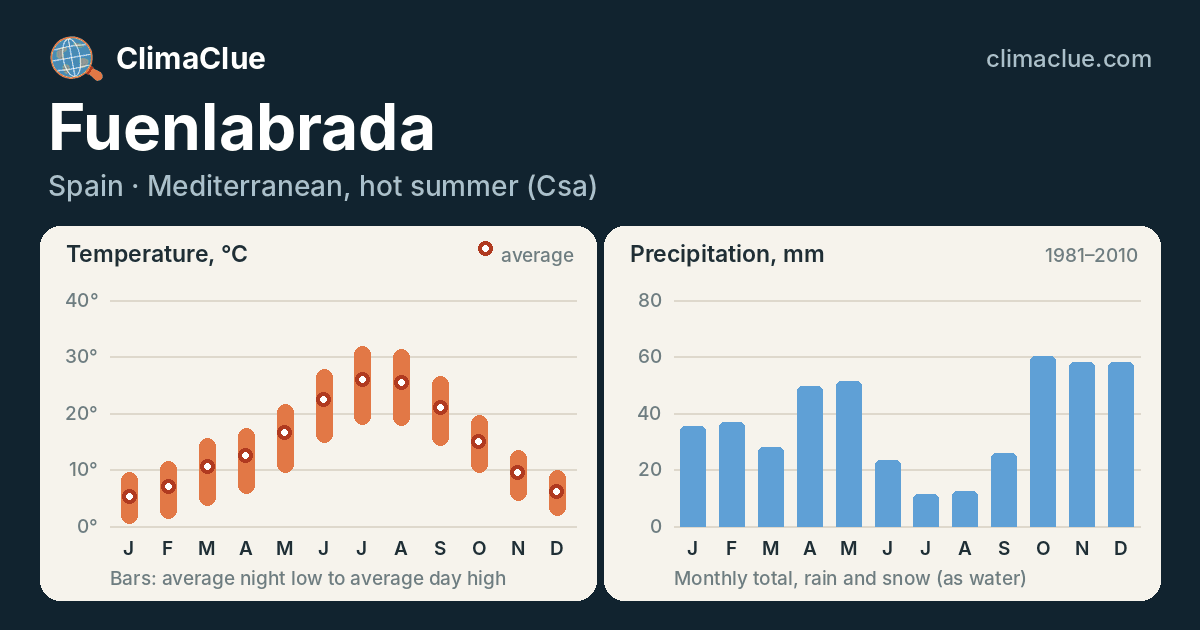 ClimaClue
climaclue.com
Fuenlabrada
Spain · Mediterranean, hot summer (Csa)
Temperature, °C
average
40°
30°
20°
10°
0°
J F M A M J J A S O N D
Bars: average night low to average day high
Precipitation, mm
1981–2010
80
60
40
20
0
J F M A M J J A S O N D
Monthly total, rain and snow (as water)